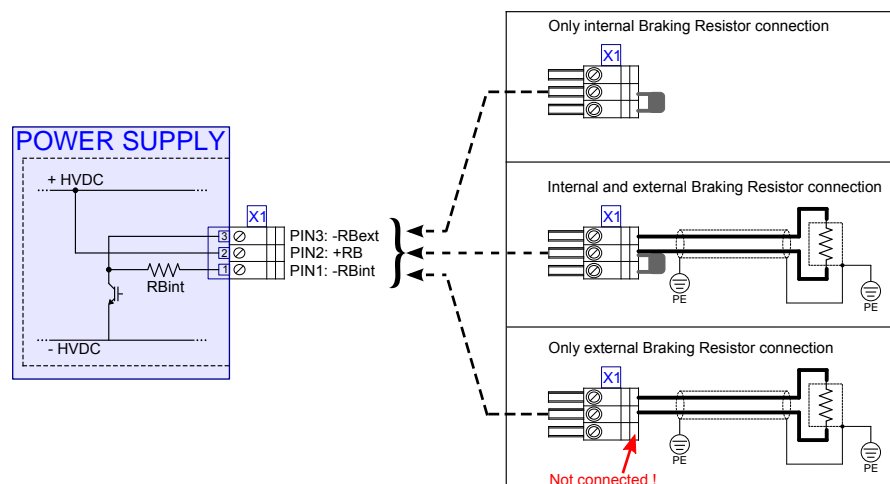 POWER SUPPLY
+ HVDC
X1
3
PIN3: -RBext
2
PIN2: +RB
1
PIN1: -RBint
RBint
- HVDC
Only internal Braking Resistor connection
X1
Internal and external Braking Resistor connection
X1
PE
PE
Only external Braking Resistor connection
X1
PE
PE
Not connected !